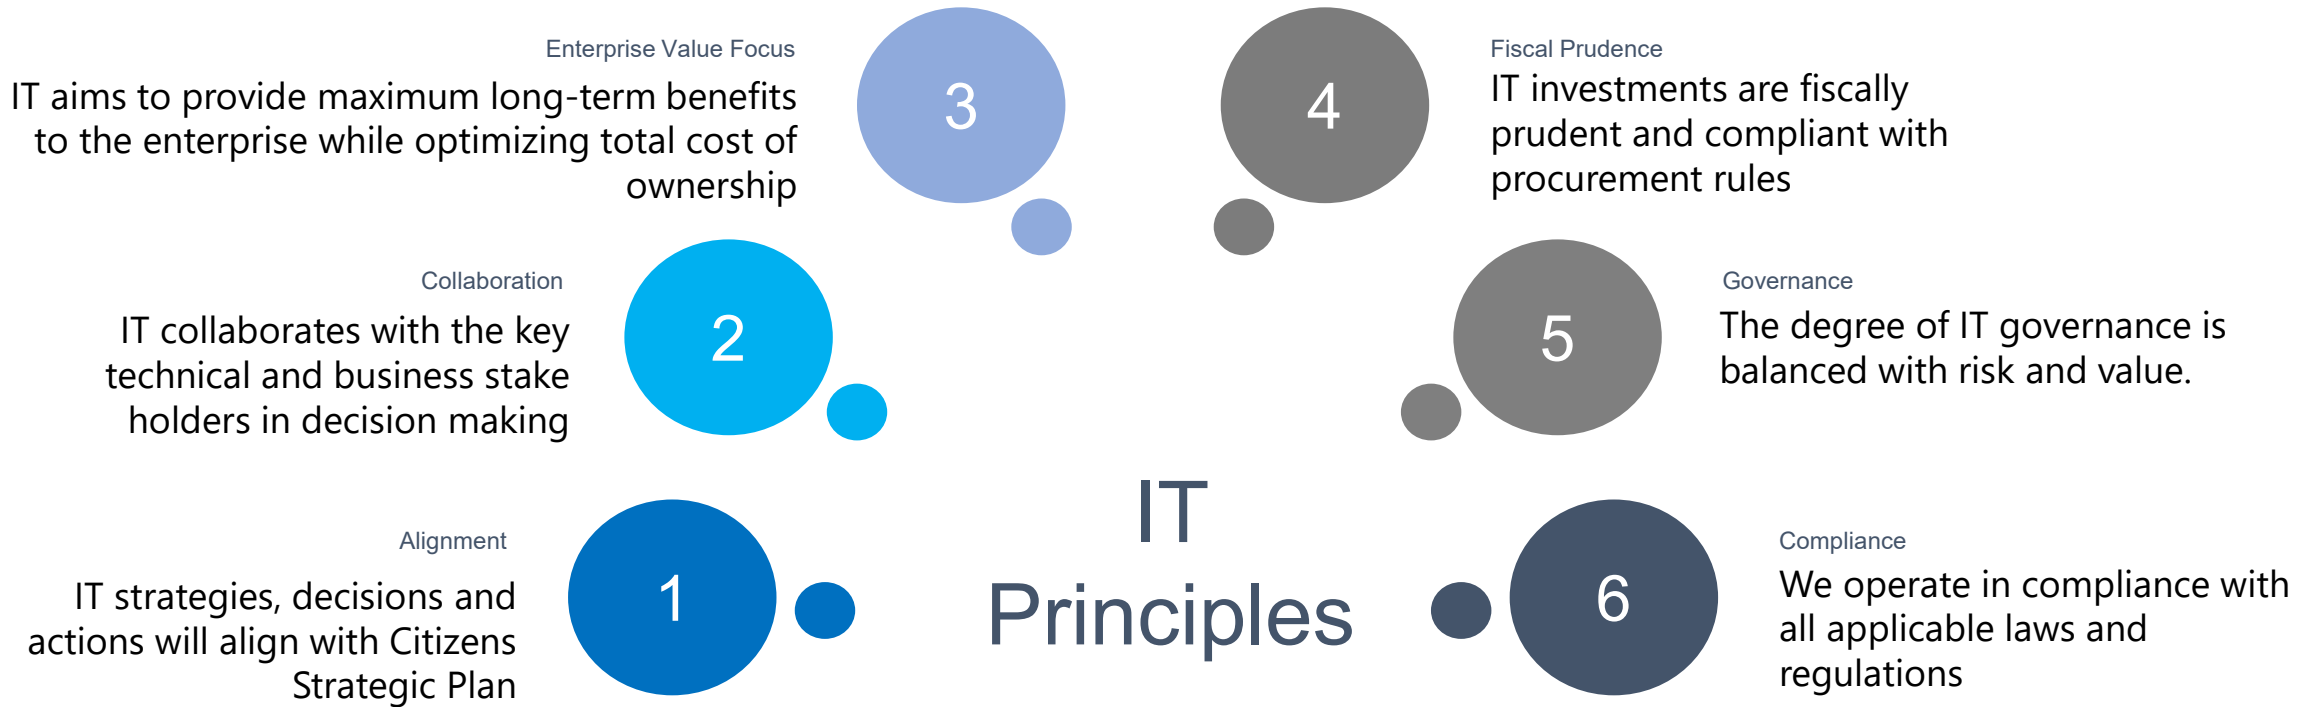 Enterprise Value Focus
IT aims to provide maximum long-term benefits
to the enterprise while optimizing total cost of
ownership
3
4
Fiscal Prudence
IT investments are fiscally
prudent and compliant with
procurement rules
Collaboration
IT collaborates with the key
technical and business stake
holders in decision making
2
5
Governance
The degree of IT governance is
balanced with risk and value.
Alignment
IT strategies, decisions and
actions will align with Citizens
Strategic Plan
1
IT
Principles
6
Compliance
We operate in compliance with
all applicable laws and
regulations